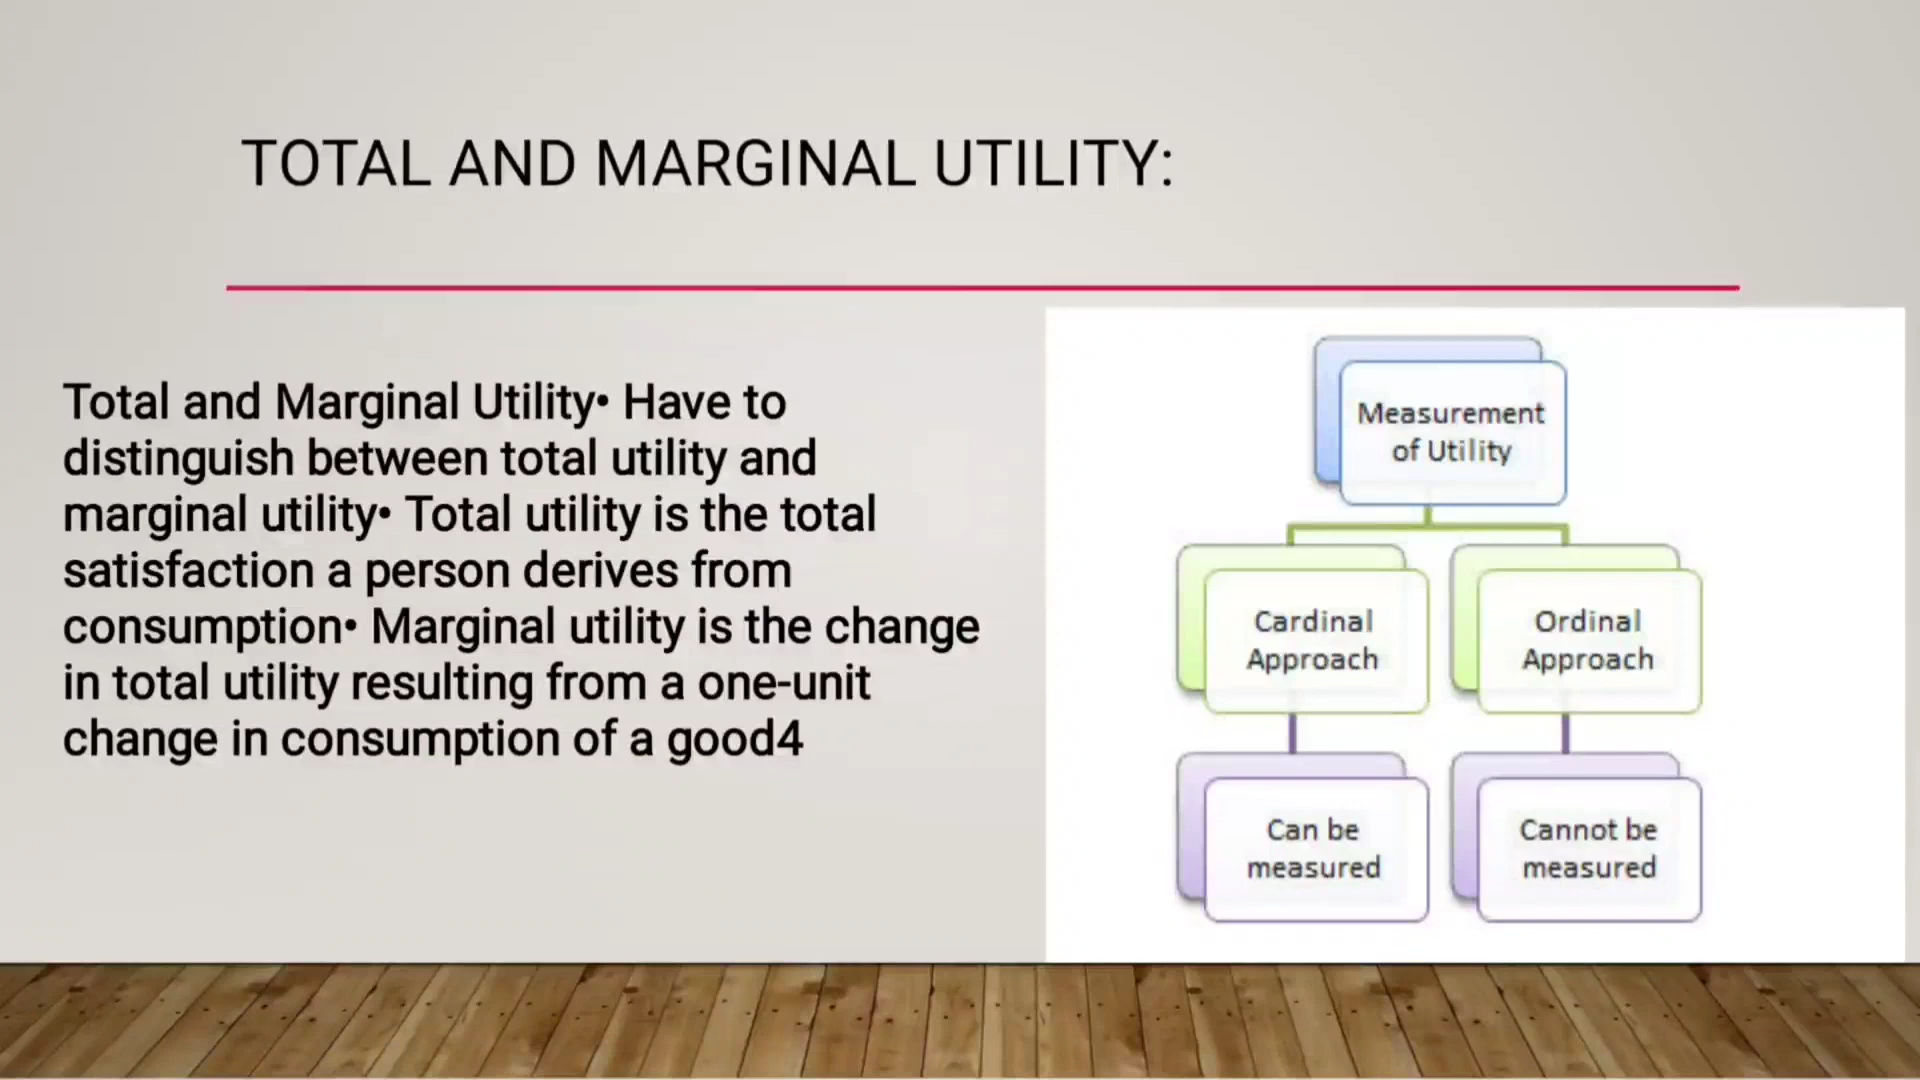 TOTAL AND MARGINAL UTILITY:
Total and Marginal Utility• Have to
distinguish between total utility and
marginal utility• Total utility is the total
satisfaction a person derives from
consumption• Marginal utility is the change
in total utility resulting from a one-unit
change in consumption of a good4
Measurement
of Utility
Cardinal
Approach
Ordinal
Approach
Can be
measured
Cannot be
measured